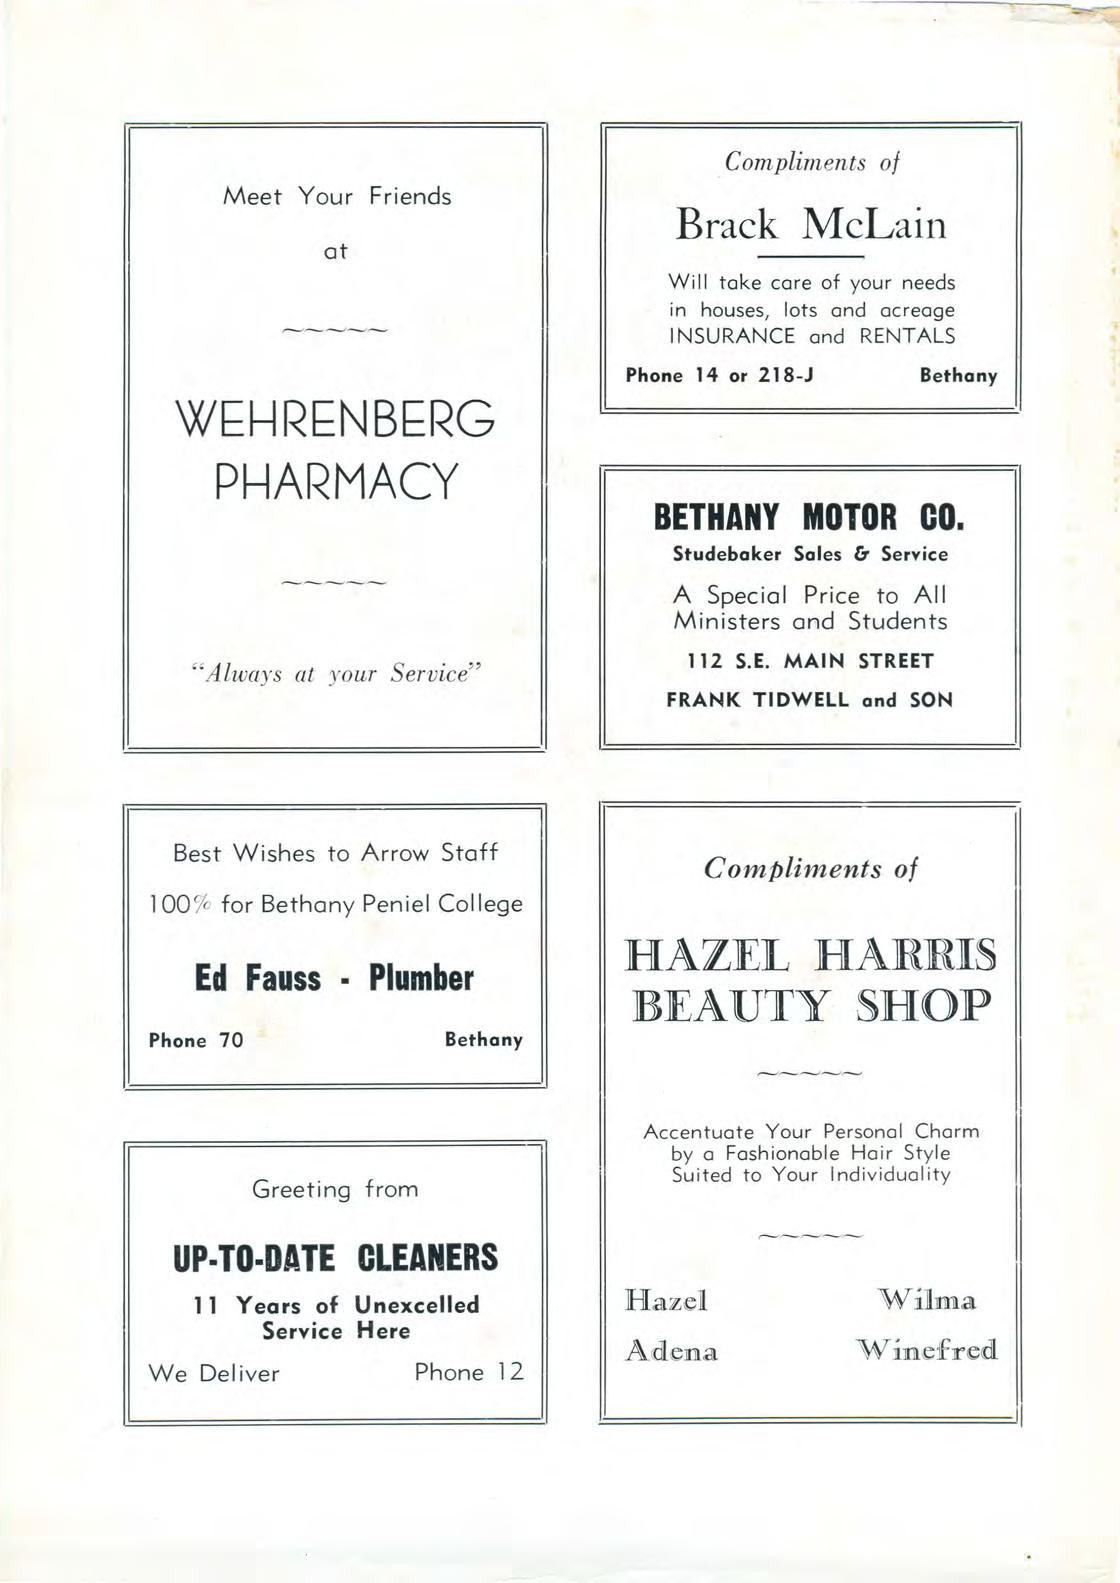 Meet Your Friends
at
WEHRENBERG
PHARMACY
"Always at your Service"
Best Wishes to Arrow Staff
100% for Bethany Peniel College
Ed Fauss - Plumber
Phone 70 Bethany
Greeting from
UP-TO-DATE CLEANERS
11 Years of Unexcelled
Service Here
We Deliver Phone 12
Compliments of
Brack McLain
Will take care of your needs
in houses, lots and acreage
INSURANCE and RENTALS
Phone 14 or 218-J Bethany
BETHANY MOTOR CO.
Studebaker Sales & Service
A Special Price to All
Ministers and Students
112 S.E. MAIN STREET
FRANK TIDWELL and SON
Compliments of
HAZEL HARRIS
BEAUTY SHOP
Accentuate Your Personal Charm
by a Fashionable Hair Style
Suited to Your Individuality
Hazel Wilma
Adena Winefred